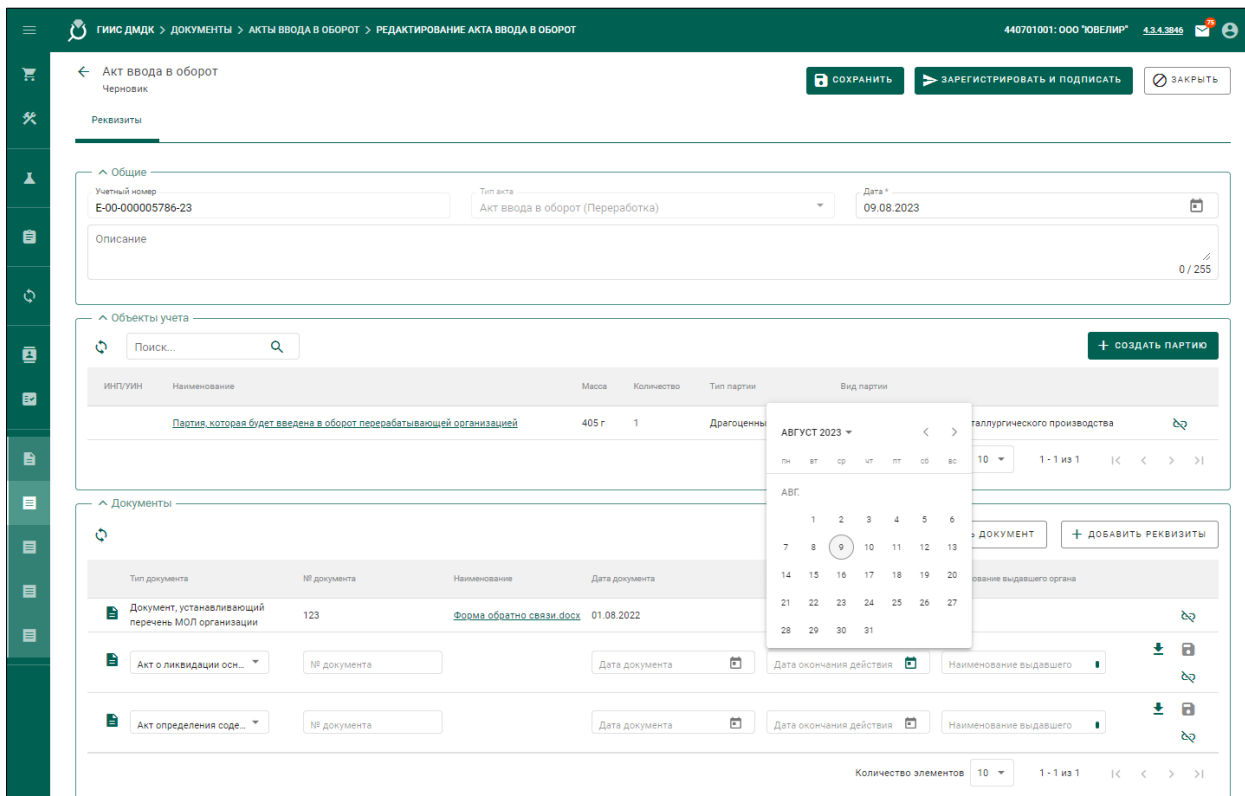 ГИИС ДМДК > ДОКУМЕНТЫ > АКТЫ ВВОДА В ОБОРОТ > РЕДАКТИРОВАНИЕ АКТА ВВОДА В ОБОРОТ 440701001: ООО "ЮВЕЛИР" 4.3.4.3846 75
Акт ввода в оборот
Черновик
СОХРАНИТЬ ЗАРЕГИСТРИРОВАТЬ И ПОДПИСАТЬ ЗАКРЫТЬ
Реквизиты
Общие
Учетный номер Тип акта Дата *
Е-00-000005786-23 Акт ввода в оборот (Переработка) 09.08.2023
Описание
0 / 255
Объекты учета
Поиск... + СОЗДАТЬ ПАРТИЮ
ИНП/УИН Наименование Масса Количество Тип партии Вид партии
Партия, которая будет введена в оборот перерабатывающей организацией 405 г 1 Драгоценны таллургического производства
10 1 - 1 из 1
АВГУСТ 2023
ПН ВТ СР ЧТ ПТ СБ ВС
АВГ.
1 2 3 4 5 6
7 8 9 10 11 12 13
14 15 16 17 18 19 20
21 22 23 24 25 26 27
28 29 30 31
Документы
Ь ДОКУМЕНТ + ДОБАВИТЬ РЕКВИЗИТЫ
Тип документа № документа Наименование Дата документа ование выдавшего органа
Документ, устанавливающий
перечень МОЛ организации 123 Форма обратно связи.docx 01.08.2022
Акт о ликвидации осн... № документа Дата документа Дата окончания действия Наименование выдавшего
Акт определения соде... № документа Дата документа Дата окончания действия Наименование выдавшего
Количество элементов 10 1 - 1 из 1